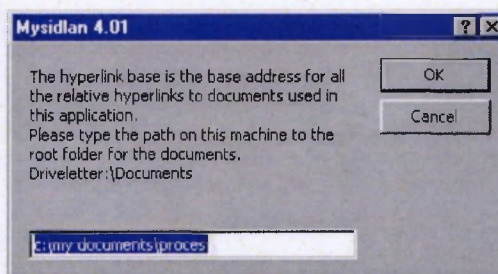 Mysidlan 4.01
The hyperlink base is the base address for all
the relative hyperlinks to documents used in
this application.
Please type the path on this machine to the
root folder for the documents.
Driveletter:\Documents
OK
Cancel
c:\my documents\proces